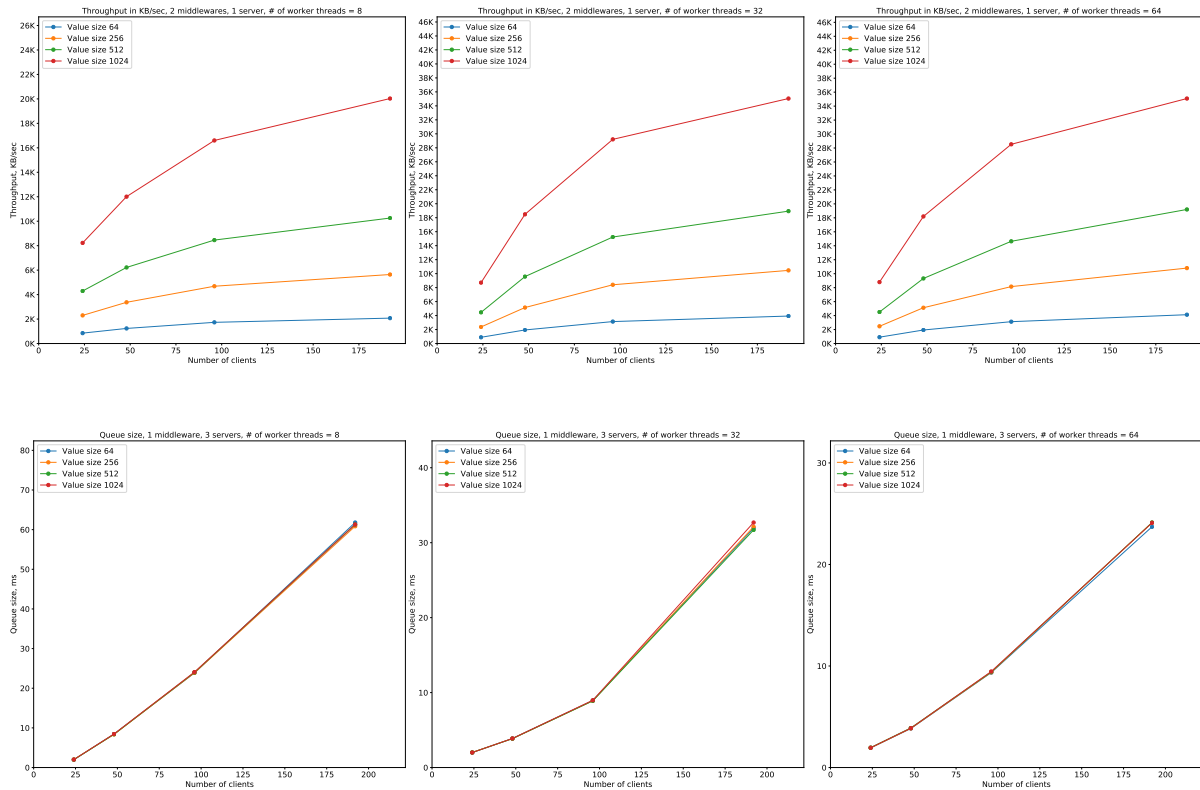 Throughput in KB/sec, 2 middlewares, 1 server, # of worker threads = 8
Value size 64
Value size 256
Value size 512
Value size 1024
26K
24K
22K
20K
18K
16K
14K
12K
10K
8K
6K
4K
2K
0K
Throughput, KB/sec
0 25 50 75 100 125 150 175
Number of clients
Throughput in KB/sec, 2 middlewares, 1 server, # of worker threads = 32
Value size 64
Value size 256
Value size 512
Value size 1024
46K
44K
42K
40K
38K
36K
34K
32K
30K
28K
26K
24K
22K
20K
18K
16K
14K
12K
10K
8K
6K
4K
2K
0K
Throughput, KB/sec
0 25 50 75 100 125 150 175
Number of clients
Throughput in KB/sec, 2 middlewares, 1 server, # of worker threads = 64
Value size 64
Value size 256
Value size 512
Value size 1024
46K
44K
42K
40K
38K
36K
34K
32K
30K
28K
26K
24K
22K
20K
18K
16K
14K
12K
10K
8K
6K
4K
2K
0K
Throughput, KB/sec
0 25 50 75 100 125 150 175
Number of clients
Queue size, 1 middleware, 3 servers, # of worker threads = 8
Value size 64
Value size 256
Value size 512
Value size 1024
80
70
60
50
40
30
20
10
0
Queue size, ms
0 25 50 75 100 125 150 175 200
Number of clients
Queue size, 1 middleware, 3 servers, # of worker threads = 32
Value size 64
Value size 256
Value size 512
Value size 1024
40
30
20
10
0
Queue size, ms
0 25 50 75 100 125 150 175 200
Number of clients
Queue size, 1 middleware, 3 servers, # of worker threads = 64
Value size 64
Value size 256
Value size 512
Value size 1024
30
20
10
0
Queue size, ms
0 25 50 75 100 125 150 175 200
Number of clients